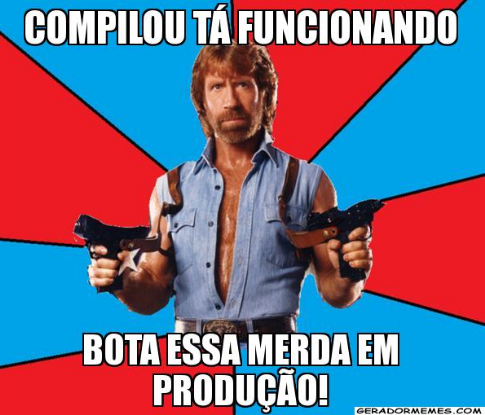 COMPILOU TÁ FUNCIONANDO
BOTA ESSA MERDA EM
PRODUÇÃO!
GERADORMEMES.COM